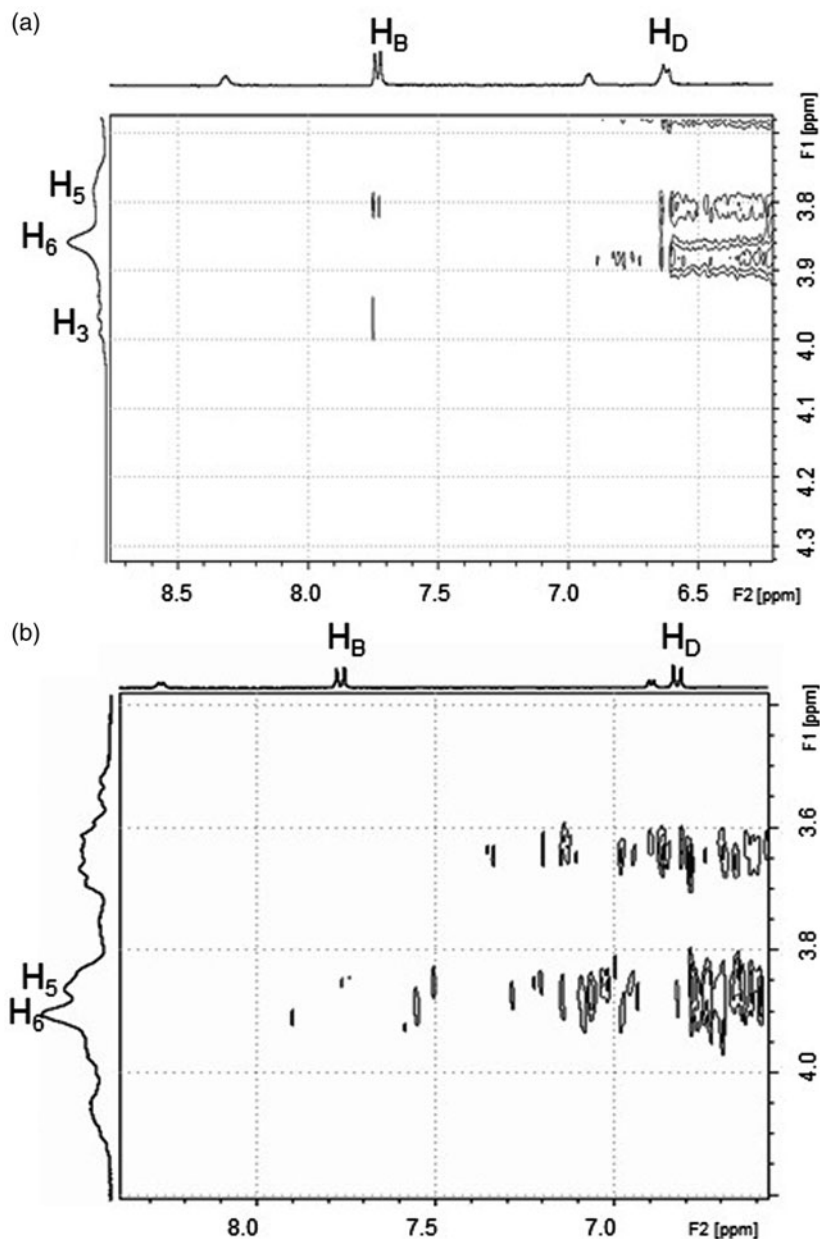 (a)
H_B H_D
H_5
H_6
H_3
F1 [ppm]
3.8
3.9
4.0
4.1
4.2
4.3
8.5 8.0 7.5 7.0 6.5 F2 [ppm]
(b)
H_B H_D
H_5
H_6
F1 [ppm]
3.6
3.8
4.0
8.0 7.5 7.0 F2 [ppm]